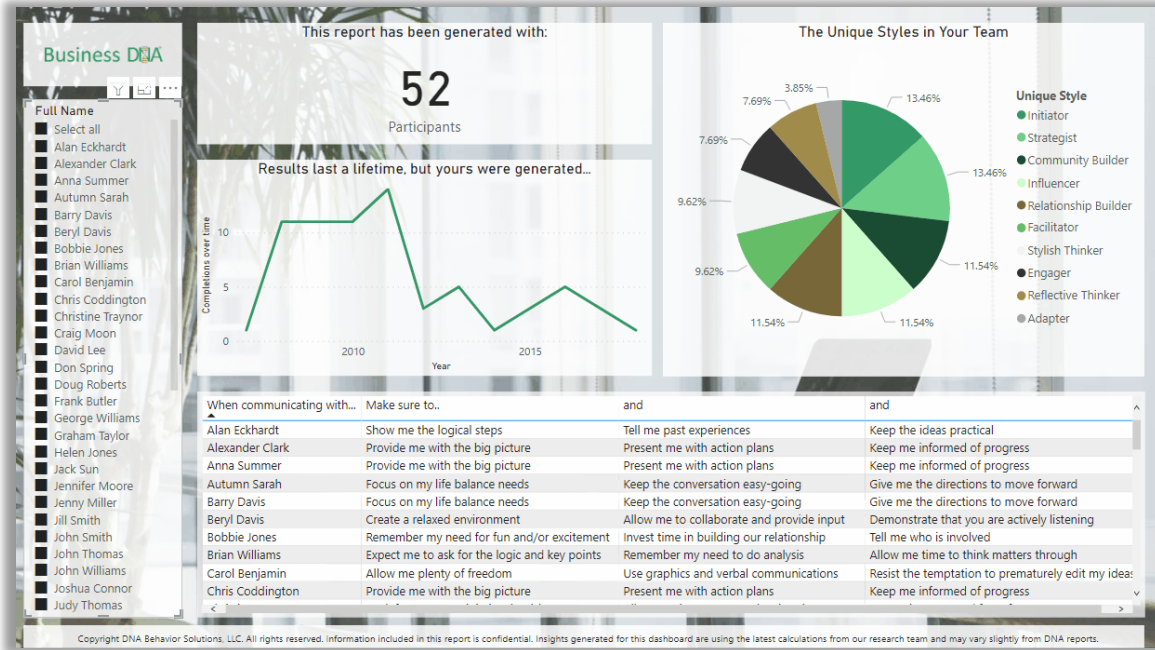 Business DNA
Full Name
Select all
Alan Eckhardt
Alexander Clark
Anna Summer
Autumn Sarah
Barry Davis
Beryl Davis
Bobbie Jones
Brian Williams
Carol Benjamin
Chris Coddington
Christine Traynor
Craig Moon
David Lee
Don Spring
Doug Roberts
Frank Butler
George Williams
Graham Taylor
Helen Jones
Jack Sun
Jennifer Moore
Jenny Miller
Jill Smith
John Smith
John Thomas
John Williams
Joshua Connor
Judy Thomas
This report has been generated with:
52
Participants
Results last a lifetime, but yours were generated...
Completions over time
10
5
0
2010 2015
Year
The Unique Styles in Your Team
3.85%
13.46%
7.69%
7.69%
13.46%
9.62%
9.62%
11.54%
11.54%
11.54%
Unique Style
Initiator
Strategist
Community Builder
Influencer
Relationship Builder
Facilitator
Stylish Thinker
Engager
Reflective Thinker
Adapter
When communicating with... Make sure to.. and and
Alan Eckhardt Show me the logical steps Tell me past experiences Keep the ideas practical
Alexander Clark Provide me with the big picture Present me with action plans Keep me informed of progress
Anna Summer Provide me with the big picture Present me with action plans Keep me informed of progress
Autumn Sarah Focus on my life balance needs Keep the conversation easy-going Give me the directions to move forward
Barry Davis Focus on my life balance needs Keep the conversation easy-going Give me the directions to move forward
Beryl Davis Create a relaxed environment Allow me to collaborate and provide input Demonstrate that you are actively listening
Bobbie Jones Remember my need for fun and/or excitement Invest time in building our relationship Tell me who is involved
Brian Williams Expect me to ask for the logic and key points Remember my need to do analysis Allow me time to think matters through
Carol Benjamin Allow me plenty of freedom Use graphics and verbal communications Resist the temptation to prematurely edit my ideas
Chris Coddington Provide me with the big picture Present me with action plans Keep me informed of progress
Copyright DNA Behavior Solutions, LLC. All rights reserved. Information included in this report is confidential. Insights generated for this dashboard are using the latest calculations from our research team and may vary slightly from DNA reports.